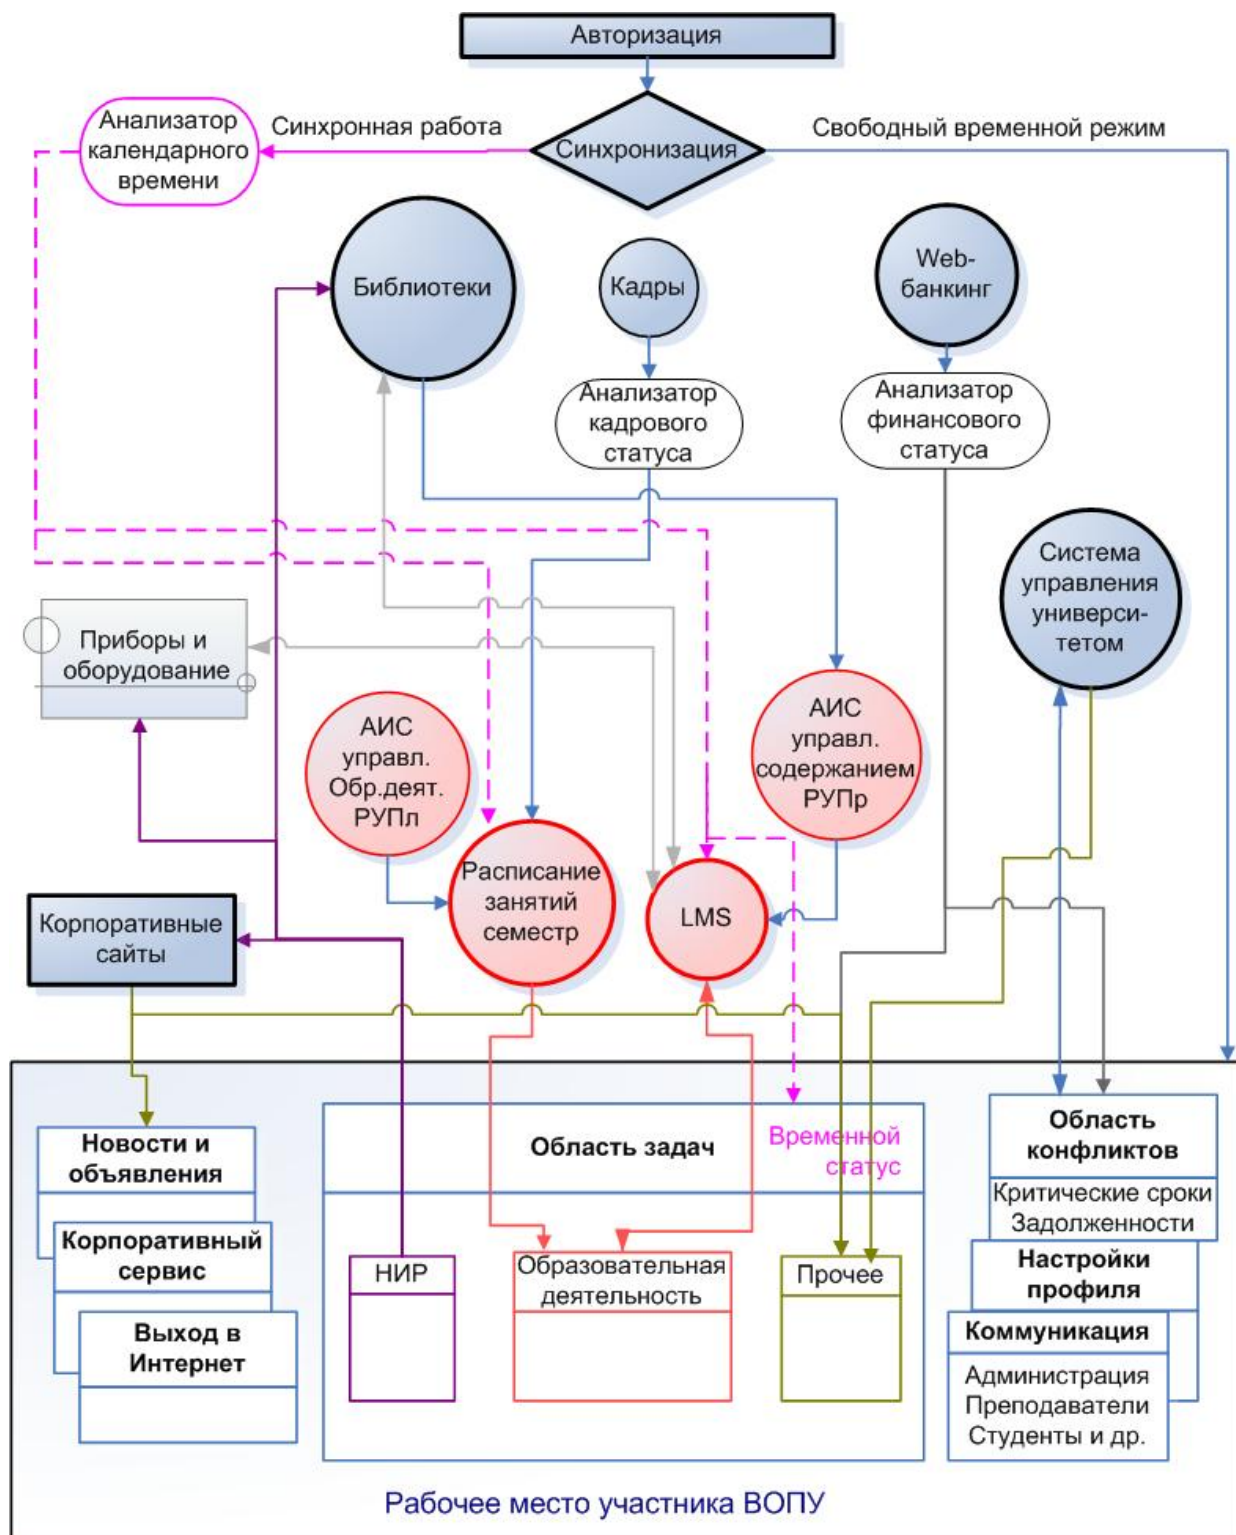 Авторизация
Анализатор
календарного
времени
Синхронная работа
Синхронизация
Свободный временной режим
Библиотеки
Кадры
Web-
банкинг
Анализатор
кадрового
статуса
Анализатор
финансового
статуса
Система
управления
универси-
тетом
Приборы и
оборудование
АИС
управл.
Обр.деят.
РУПл
АИС
управл.
содержанием
РУПр
Расписание
занятий
семестр
LMS
Корпоративные
сайты
Новости и
объявления
Корпоративный
сервис
Выход в
Интернет
Область задач
Временной
статус
НИР
Образовательная
деятельность
Прочее
Область
конфликтов
Критические сроки
Задолженности
Настройки
профиля
Коммуникация
Администрация
Преподаватели
Студенты и др.
Рабочее место участника ВОПУ